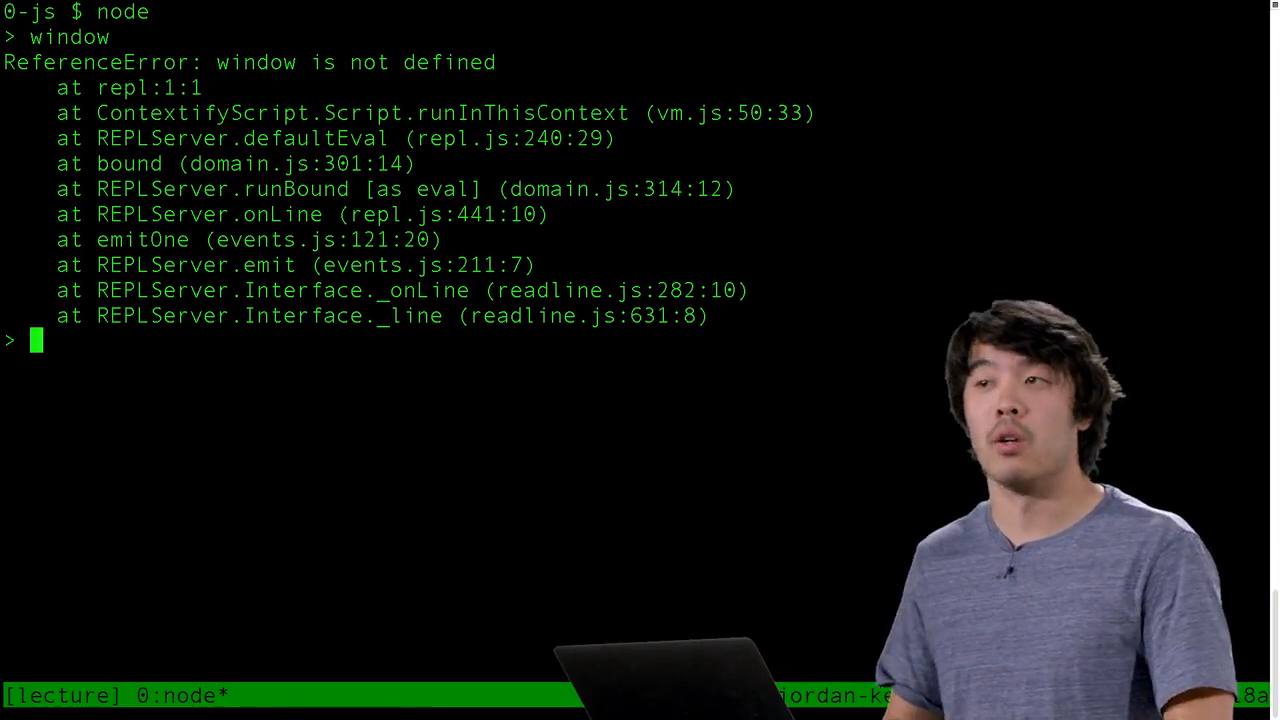 0-js $ node
> window
ReferenceError: window is not defined
    at repl:1:1
    at ContextifyScript.Script.runInThisContext (vm.js:50:33)
    at REPLServer.defaultEval (repl.js:240:29)
    at bound (domain.js:301:14)
    at REPLServer.runBound [as eval] (domain.js:314:12)
    at REPLServer.onLine (repl.js:441:10)
    at emitOne (events.js:121:20)
    at REPLServer.emit (events.js:211:7)
    at REPLServer.Interface._onLine (readline.js:282:10)
    at REPLServer.Interface._line (readline.js:631:8)
>
[lecture] 0:node*